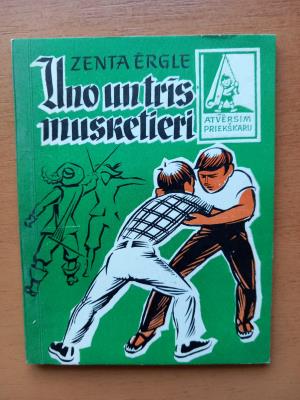 ZENTA ĒRGLE
Uno un trīs
musketieri
ATVĒRSIM
PRIEKŠKARU